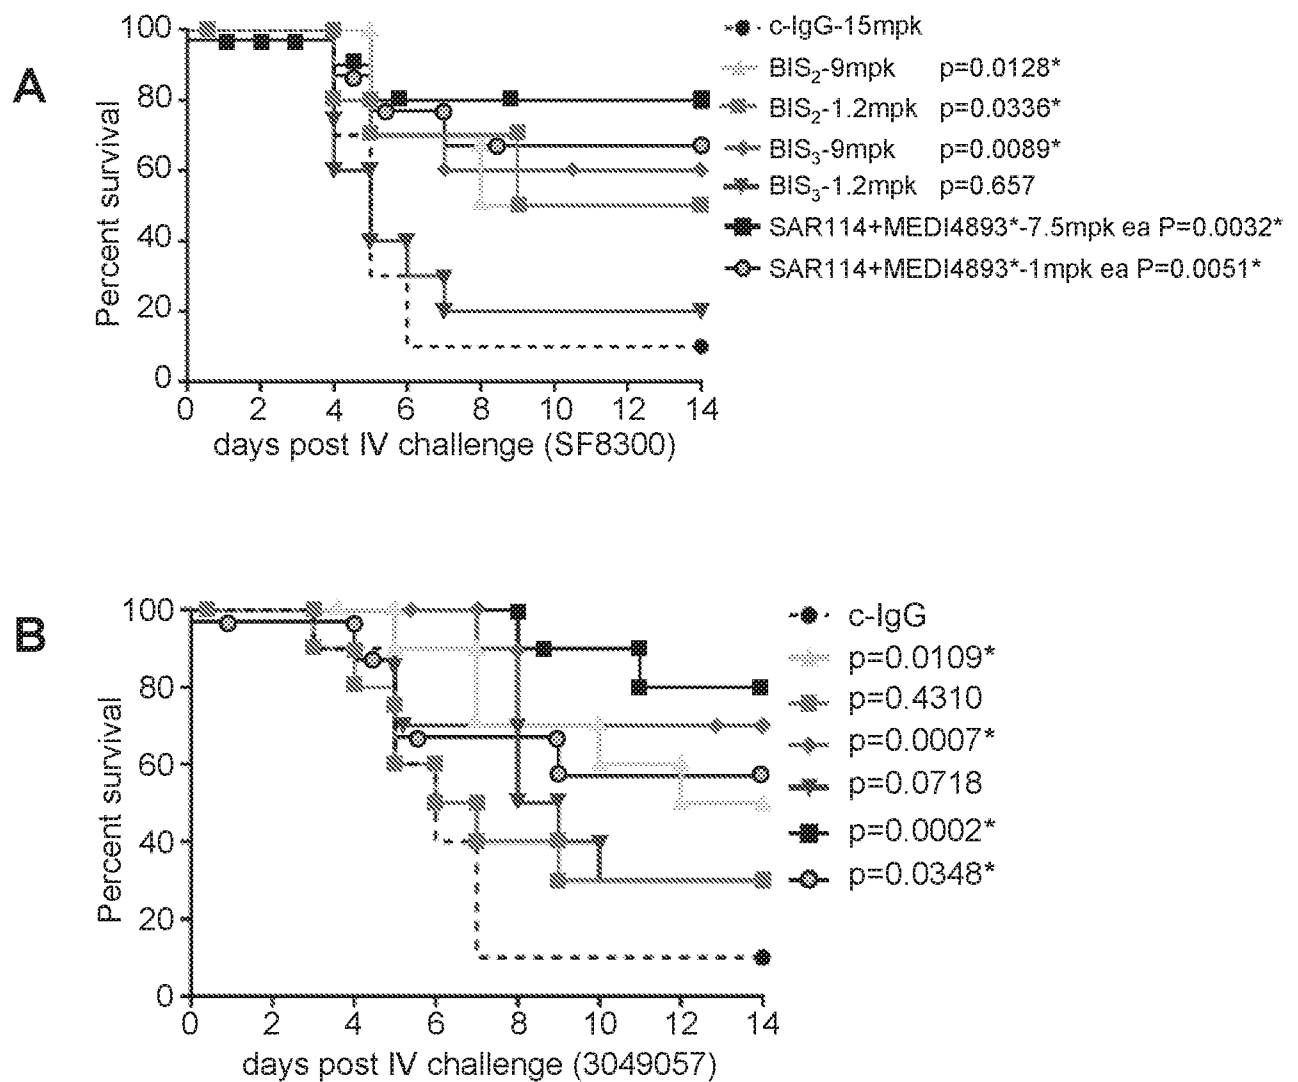 A
Percent survival
100
80
60
40
20
0
0 2 4 6 8 10 12 14
days post IV challenge (SF8300)
c-IgG-15mpk
BIS₂-9mpk p=0.0128*
BIS₂-1.2mpk p=0.0336*
BIS₃-9mpk p=0.0089*
BIS₃-1.2mpk p=0.657
SAR114+MEDI4893*-7.5mpk ea P=0.0032*
SAR114+MEDI4893*-1mpk ea P=0.0051*
B
Percent survival
100
80
60
40
20
0
0 2 4 6 8 10 12 14
days post IV challenge (3049057)
c-IgG
p=0.0109*
p=0.4310
p=0.0007*
p=0.0718
p=0.0002*
p=0.0348*